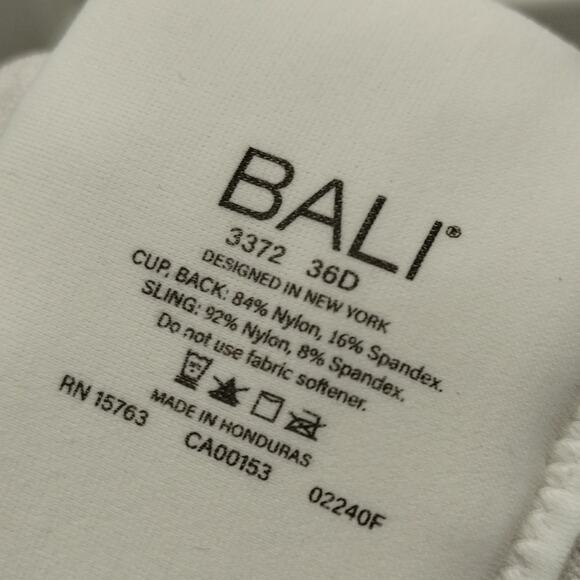 BALI®
3372 36D
DESIGNED IN NEW YORK
CUP, BACK: 84% Nylon, 16% Spandex.
SLING: 92% Nylon, 8% Spandex.
Do not use fabric softener.
MADE IN HONDURAS
RN 15763 CA00153 02240F